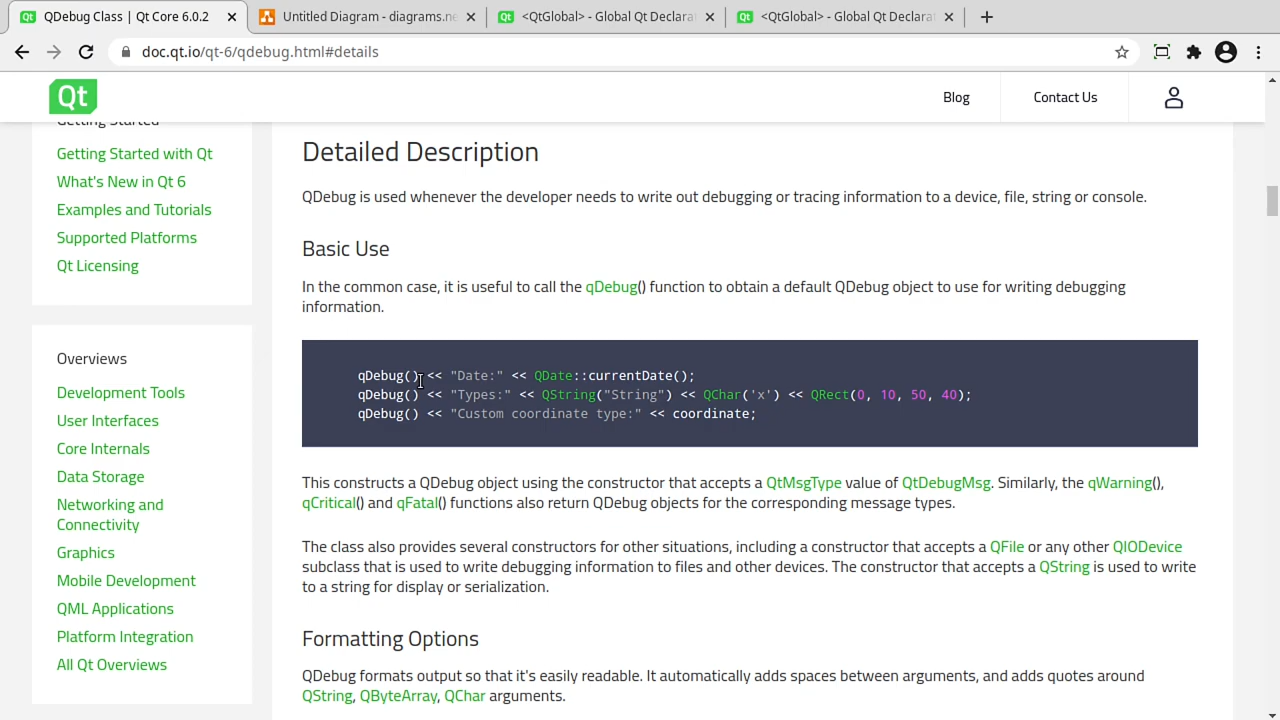 QDebug Class | Qt Core 6.0.2
Untitled Diagram - diagrams.ne
<QtGlobal> - Global Qt Declarat
<QtGlobal> - Global Qt Declarat
doc.qt.io/qt-6/qdebug.html#details
Qt
Blog
Contact Us
Getting Started
Getting Started with Qt
What's New in Qt 6
Examples and Tutorials
Supported Platforms
Qt Licensing
Overviews
Development Tools
User Interfaces
Core Internals
Data Storage
Networking and
Connectivity
Graphics
Mobile Development
QML Applications
Platform Integration
All Qt Overviews
Detailed Description
QDebug is used whenever the developer needs to write out debugging or tracing information to a device, file, string or console.
Basic Use
In the common case, it is useful to call the qDebug() function to obtain a default QDebug object to use for writing debugging
information.
qDebug() << "Date:" << QDate::currentDate();
qDebug() << "Types:" << QString("String") << QChar('x') << QRect(0, 10, 50, 40);
qDebug() << "Custom coordinate type:" << coordinate;
This constructs a QDebug object using the constructor that accepts a QtMsgType value of QtDebugMsg. Similarly, the qWarning(),
qCritical() and qFatal() functions also return QDebug objects for the corresponding message types.
The class also provides several constructors for other situations, including a constructor that accepts a QFile or any other QIODevice
subclass that is used to write debugging information to files and other devices. The constructor that accepts a QString is used to write
to a string for display or serialization.
Formatting Options
QDebug formats output so that it's easily readable. It automatically adds spaces between arguments, and adds quotes around
QString, QByteArray, QChar arguments.